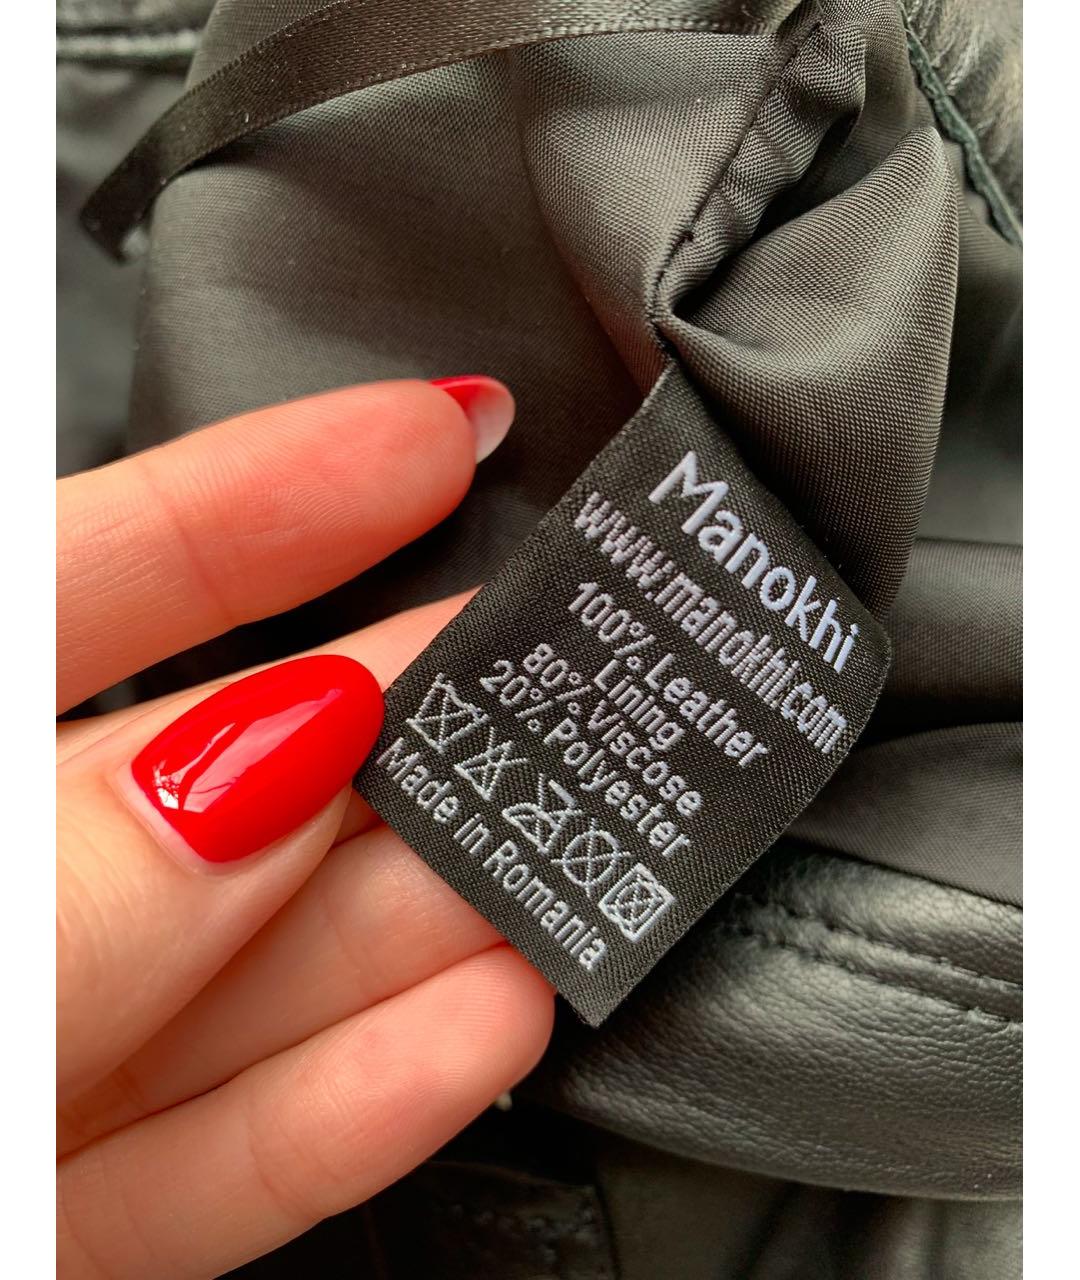 Manokhi
www.manokhi.com
100% Leather
Lining
80% Viscose
20% Polyester
Made in Romania